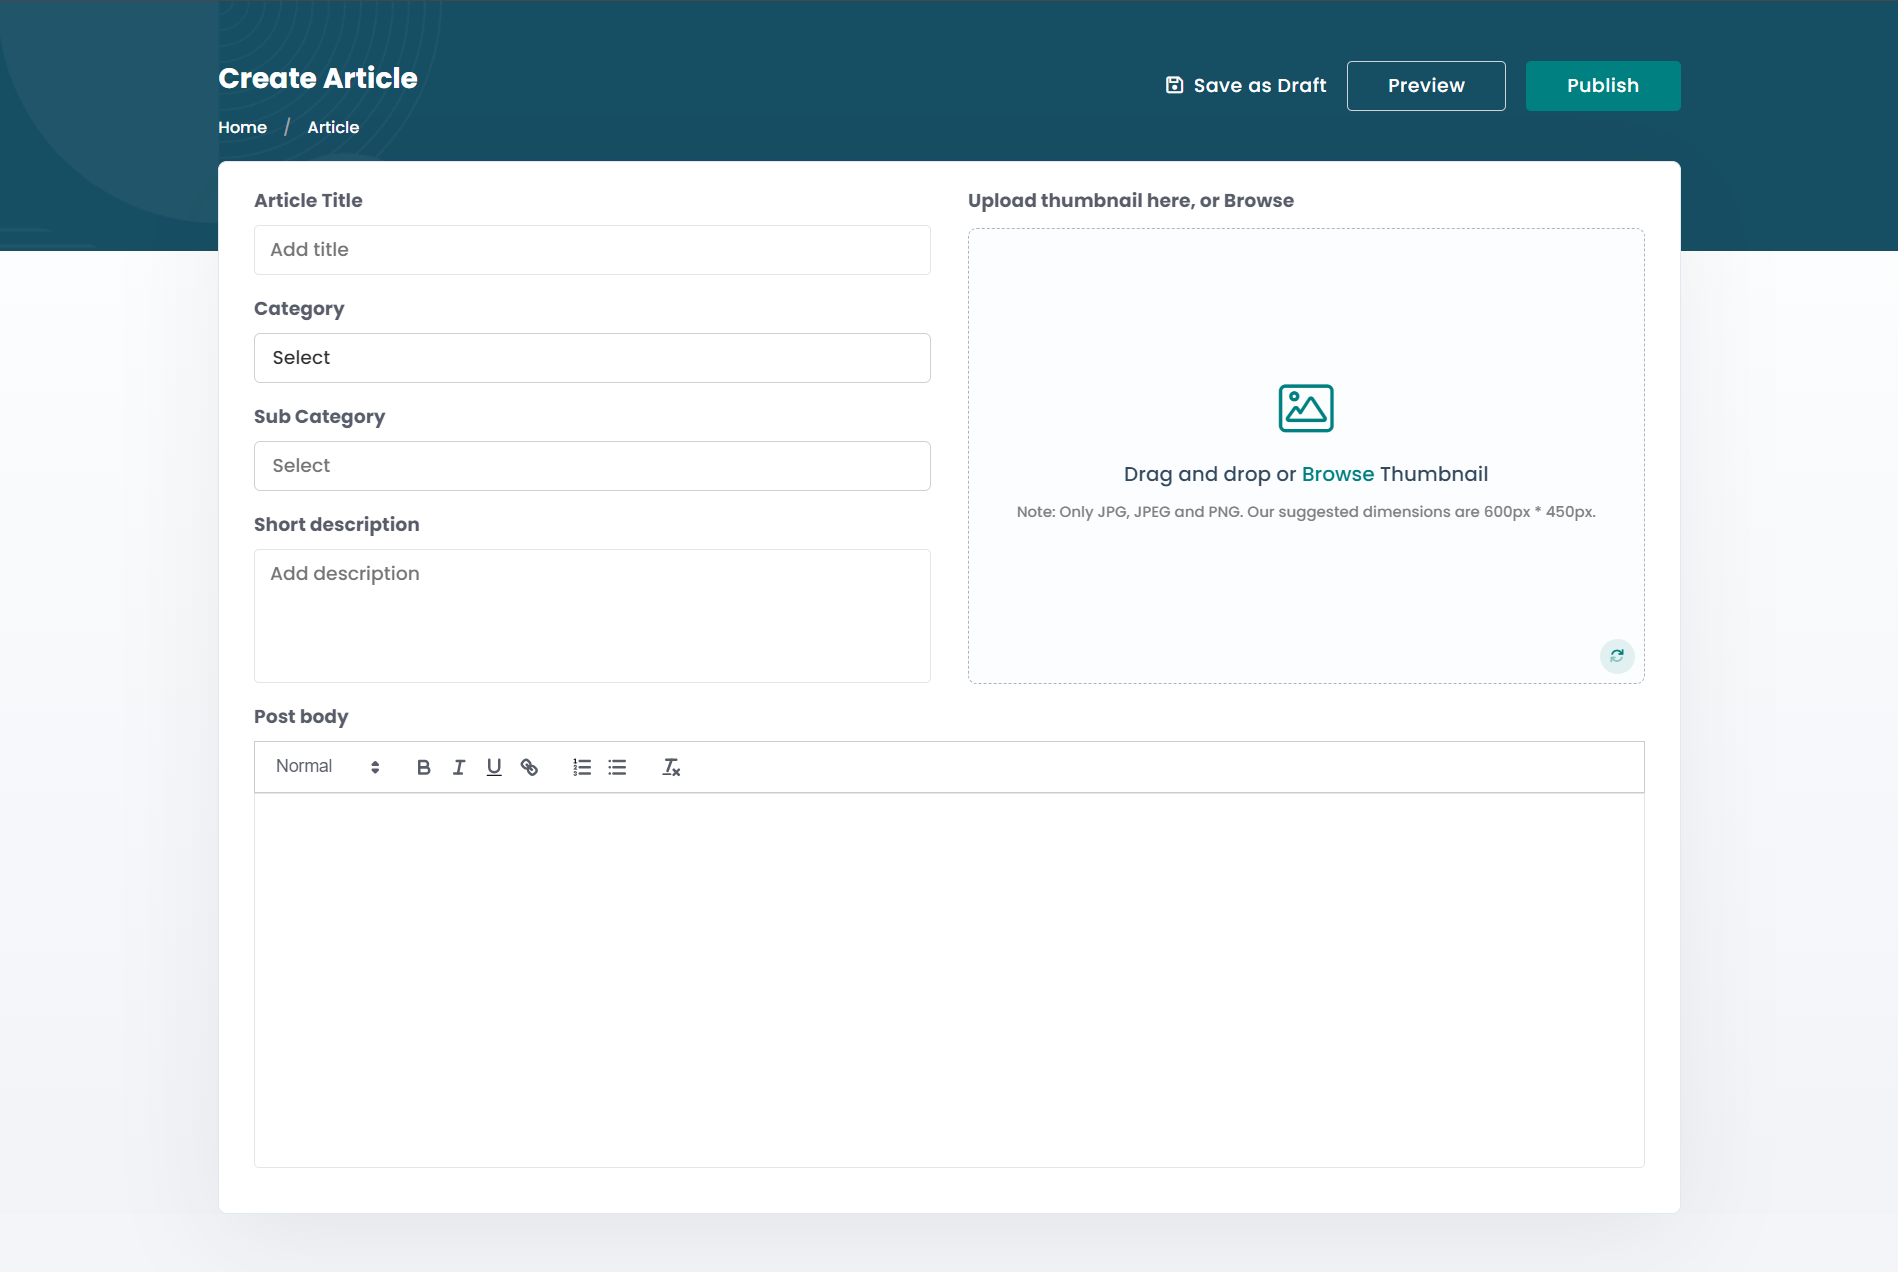 Create Article
Home / Article
Save as Draft
Preview
Publish
Article Title
Add title
Category
Select
Sub Category
Select
Short description
Add description
Upload thumbnail here, or Browse
Drag and drop or Browse Thumbnail
Note: Only JPG, JPEG and PNG. Our suggested dimensions are 600px * 450px.
Post body
Normal